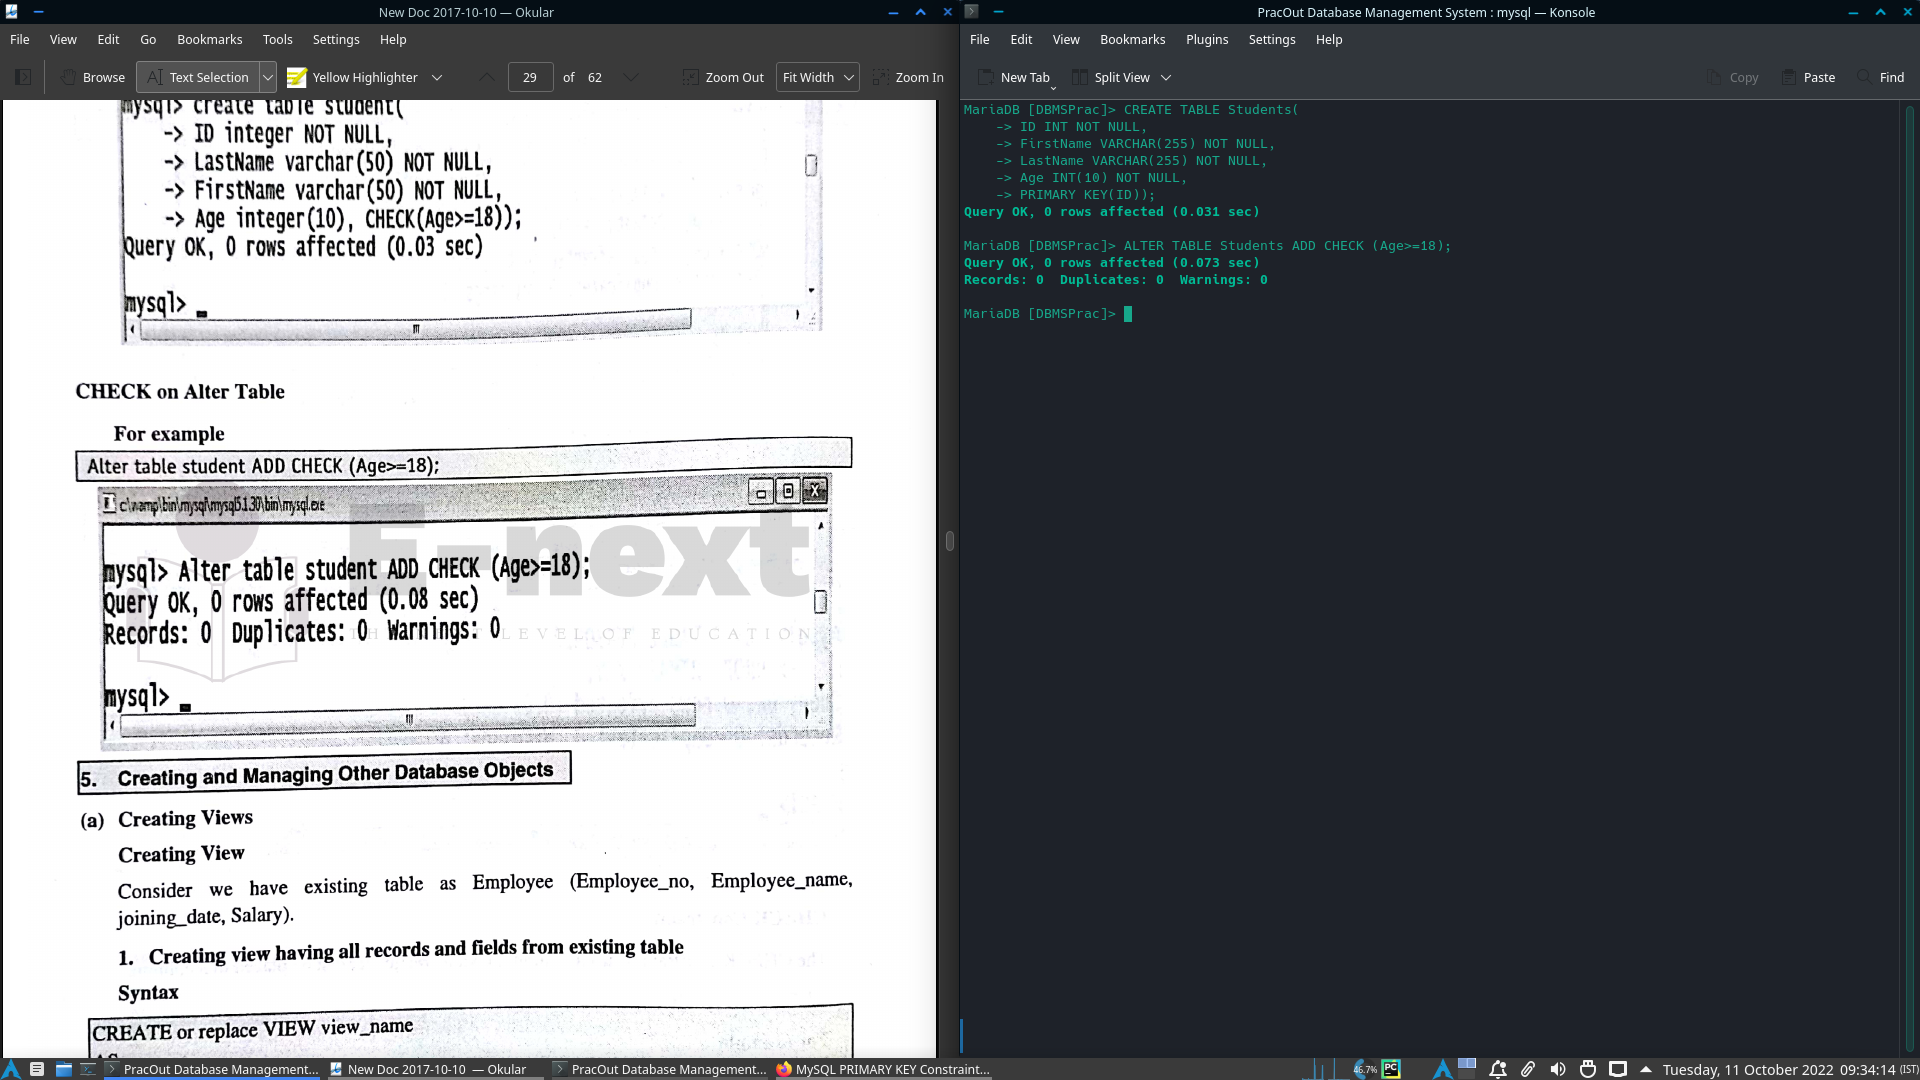 New Doc 2017-10-10 — Okular
File View Edit Go Bookmarks Tools Settings Help
Browse Text Selection Yellow Highlighter 29 of 62 Zoom Out Fit Width Zoom In
mysql> create table student(
-> ID integer NOT NULL,
-> LastName varchar(50) NOT NULL,
-> FirstName varchar(50) NOT NULL,
-> Age integer(10), CHECK(Age>=18));
Query OK, 0 rows affected (0.03 sec)
mysql> _
CHECK on Alter Table
For example
Alter table student ADD CHECK (Age>=18);
c:\wamp\bin\mysql\mysql5.1.30\bin\mysql.exe
E-next
mysql> Alter table student ADD CHECK (Age>=18);
Query OK, 0 rows affected (0.08 sec)
Records: 0 Duplicates: 0 Warnings: 0
LEVEL OF EDUCATION
mysql> _
5. Creating and Managing Other Database Objects
(a) Creating Views
Creating View
Consider we have existing table as Employee (Employee_no, Employee_name,
joining_date, Salary).
1. Creating view having all records and fields from existing table
Syntax
CREATE or replace VIEW view_name
AS
PracOut Database Management System : mysql — Konsole
File Edit View Bookmarks Plugins Settings Help
New Tab Split View Copy Paste Find
MariaDB [DBMSPrac]> CREATE TABLE Students(
-> ID INT NOT NULL,
-> FirstName VARCHAR(255) NOT NULL,
-> LastName VARCHAR(255) NOT NULL,
-> Age INT(10) NOT NULL,
-> PRIMARY KEY(ID));
Query OK, 0 rows affected (0.031 sec)
MariaDB [DBMSPrac]> ALTER TABLE Students ADD CHECK (Age>=18);
Query OK, 0 rows affected (0.073 sec)
Records: 0 Duplicates: 0 Warnings: 0
MariaDB [DBMSPrac]>
PracOut Database Management... New Doc 2017-10-10 — Okular PracOut Database Management... MySQL PRIMARY KEY Constraint... 46.7% PC Tuesday, 11 October 2022 09:34:14 (IST)